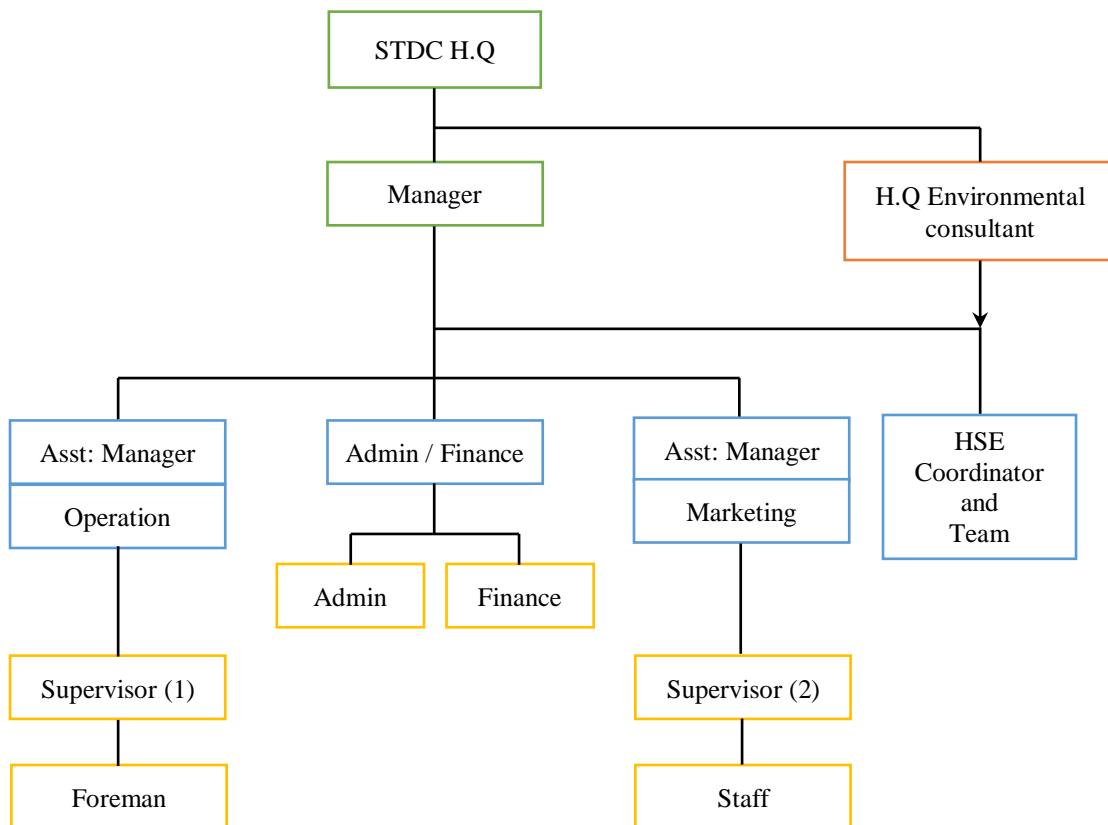 STDC H.Q
Manager
H.Q Environmental
consultant
Asst: Manager
Operation
Admin / Finance
Asst: Manager
Marketing
HSE
Coordinator
and
Team
Admin
Finance
Supervisor (1)
Supervisor (2)
Foreman
Staff